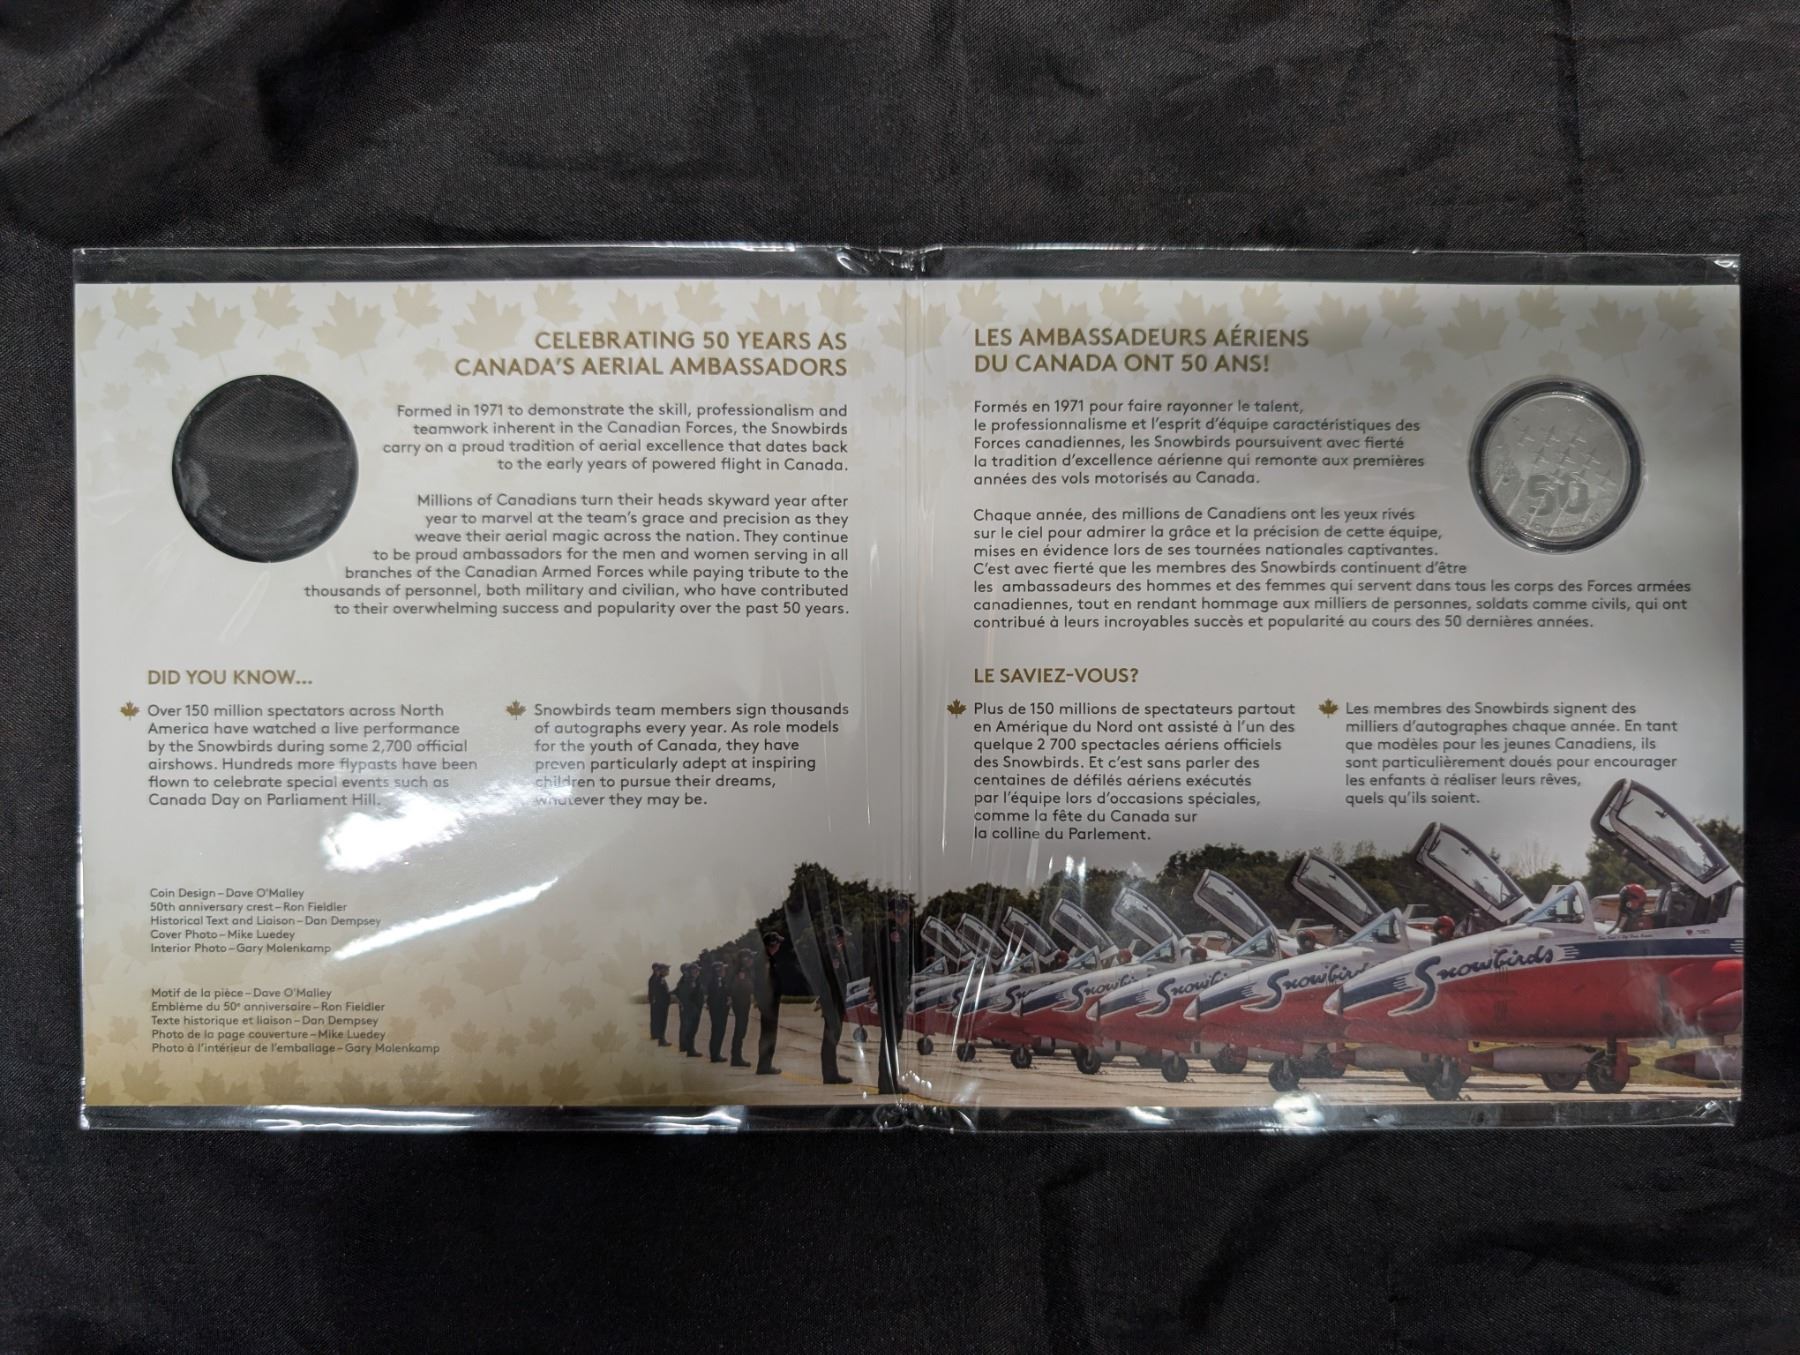 CELEBRATING 50 YEARS AS
CANADA'S AERIAL AMBASSADORS
Formed in 1971 to demonstrate the skill, professionalism and
teamwork inherent in the Canadian Forces, the Snowbirds
carry on a proud tradition of aerial excellence that dates back
to the early years of powered flight in Canada.
Millions of Canadians turn their heads skyward year after
year to marvel at the team's grace and precision as they
weave their aerial magic across the nation. They continue
to be proud ambassadors for the men and women serving in all
branches of the Canadian Armed Forces while paying tribute to the
thousands of personnel, both military and civilian, who have contributed
to their overwhelming success and popularity over the past 50 years.
DID YOU KNOW...
Over 150 million spectators across North
America have watched a live performance
by the Snowbirds during some 2,700 official
airshows. Hundreds more flypasts have been
flown to celebrate special events such as
Canada Day on Parliament Hill.
Snowbirds team members sign thousands
of autographs every year. As role models
for the youth of Canada, they have
proven particularly adept at inspiring
children to pursue their dreams,
whatever they may be.
Coin Design – Dave O'Malley
50th anniversary crest – Ron Fieldler
Historical Text and Liaison – Dan Dempsey
Cover Photo – Mike Luedey
Interior Photo – Gary Molenkamp
Motif de la pièce – Dave O'Malley
Emblème du 50e anniversaire – Ron Fieldler
Texte historique et liaison – Dan Dempsey
Photo de la page couverture – Mike Luedey
Photo à l'intérieur de l'emballage – Gary Molenkamp
LES AMBASSADEURS AÉRIENS
DU CANADA ONT 50 ANS!
Formés en 1971 pour faire rayonner le talent,
le professionnalisme et l'esprit d'équipe caractéristiques des
Forces canadiennes, les Snowbirds poursuivent avec fierté
la tradition d'excellence aérienne qui remonte aux premières
années des vols motorisés au Canada.
Chaque année, des millions de Canadiens ont les yeux rivés
sur le ciel pour admirer la grâce et la précision de cette équipe,
mises en évidence lors de ses tournées nationales captivantes.
C'est avec fierté que les membres des Snowbirds continuent d'être
les ambassadeurs des hommes et des femmes qui servent dans tous les corps des Forces armées
canadiennes, tout en rendant hommage aux milliers de personnes, soldats comme civils, qui ont
contribué à leurs incroyables succès et popularité au cours des 50 dernières années.
50
SNOWBIRDS
LE SAVIEZ-VOUS?
Plus de 150 millions de spectateurs partout
en Amérique du Nord ont assisté à l'un des
quelque 2 700 spectacles aériens officiels
des Snowbirds. Et c'est sans parler des
centaines de défilés aériens exécutés
par l'équipe lors d'occasions spéciales,
comme la fête du Canada sur
la colline du Parlement.
Les membres des Snowbirds signent des
milliers d'autographes chaque année. En tant
que modèles pour les jeunes Canadiens, ils
sont particulièrement doués pour encourager
les enfants à réaliser leurs rêves,
quels qu'ils soient.
Snowbirds
Snowbirds
Snowbirds
Snowbirds